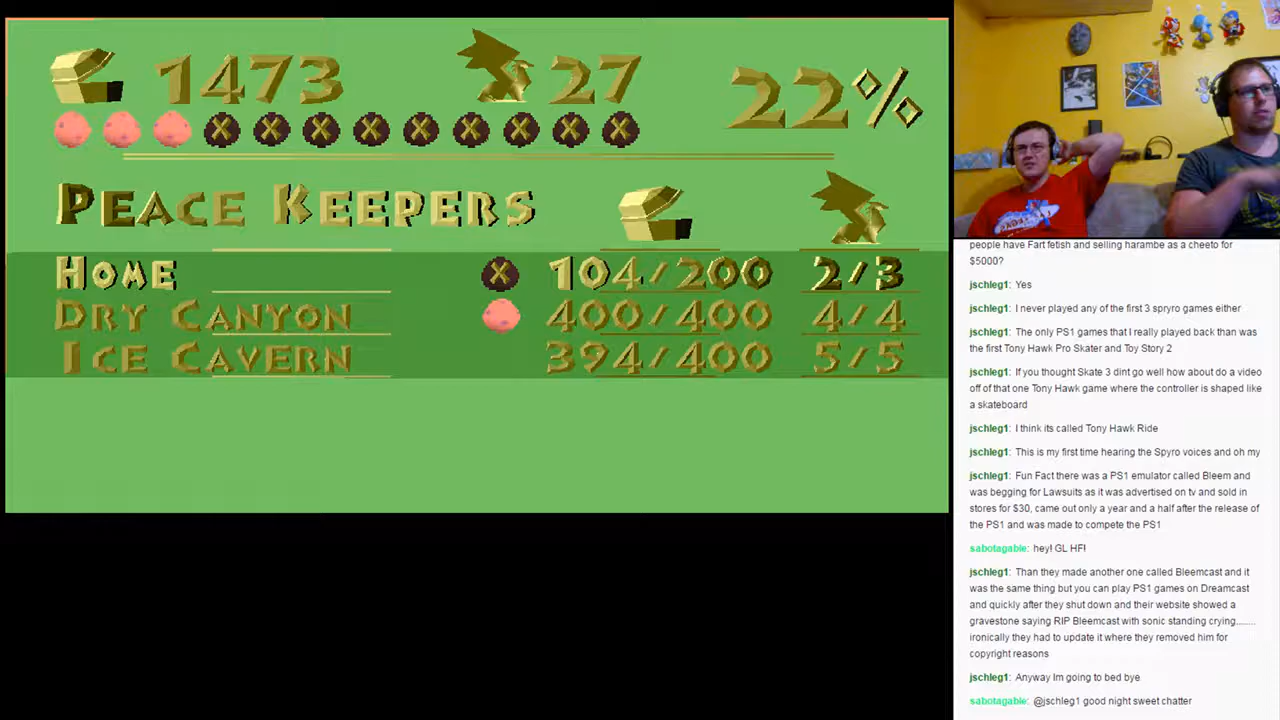 1473 27 22%
PEACE KEEPERS
HOME 104/200 2/3
DRY CANYON 400/400 4/4
ICE CAVERN 394/400 5/5
people have Fart fetish and selling harambe as a cheeto for
$5000?
jschleg1: Yes
jschleg1: I never played any of the first 3 spryro games either
jschleg1: The only PS1 games that I really played back than was
the first Tony Hawk Pro Skater and Toy Story 2
jschleg1: If you thought Skate 3 dint go well how about do a video
off of that one Tony Hawk game where the controller is shaped like
a skateboard
jschleg1: I think its called Tony Hawk Ride
jschleg1: This is my first time hearing the Spyro voices and oh my
jschleg1: Fun Fact there was a PS1 emulator called Bleem and
was begging for Lawsuits as it was advertised on tv and sold in
stores for $30, came out only a year and a half after the release of
the PS1 and was made to compete the PS1
sabotagable: hey! GL HF!
jschleg1: Than they made another one called Bleemcast and it
was the same thing but you can play PS1 games on Dreamcast
and quickly after they shut down and their website showed a
gravestone saying RIP Bleemcast with sonic standing crying........
ironically they had to update it where they removed him for
copyright reasons
jschleg1: Anyway Im going to bed bye
sabotagable: @jschleg1 good night sweet chatter